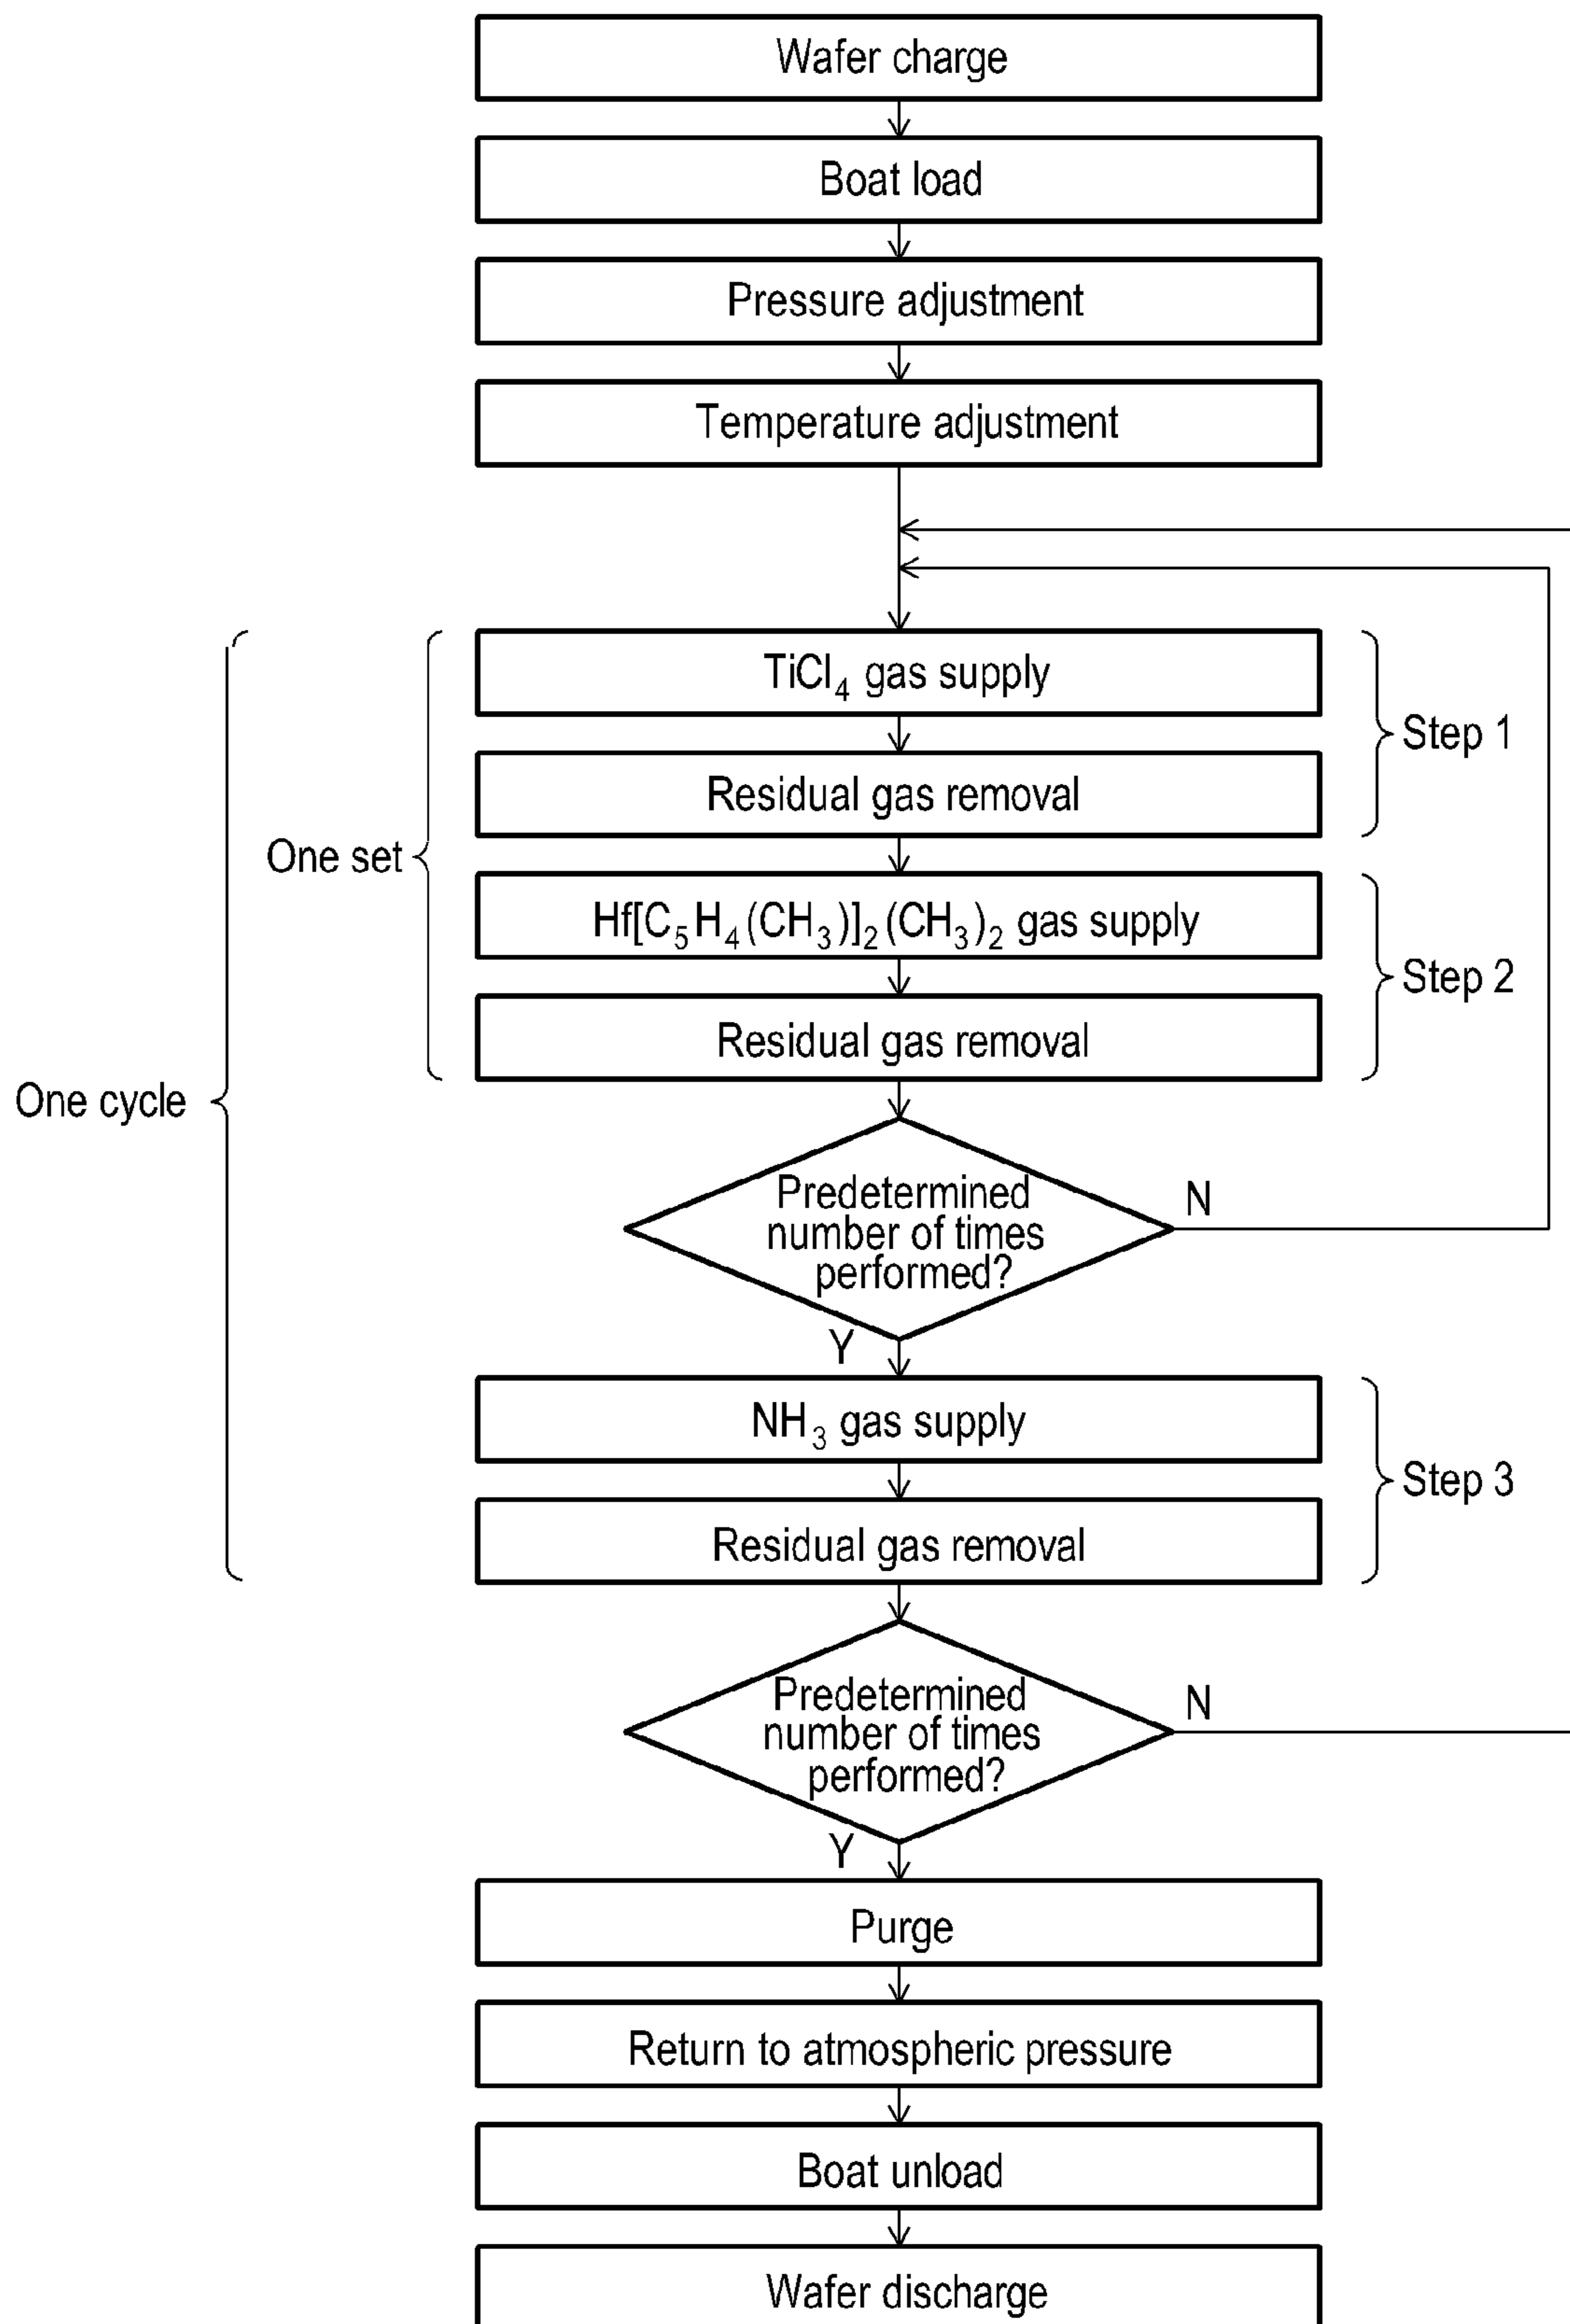 Wafer charge
Boat load
Pressure adjustment
Temperature adjustment
TiCl₄ gas supply
Step 1
Residual gas removal
One set
Hf[C₅H₄(CH₃)]₂(CH₃)₂ gas supply
Step 2
Residual gas removal
One cycle
Predetermined
number of times
performed?
N
Y
NH₃ gas supply
Step 3
Residual gas removal
Predetermined
number of times
performed?
N
Y
Purge
Return to atmospheric pressure
Boat unload
Wafer discharge